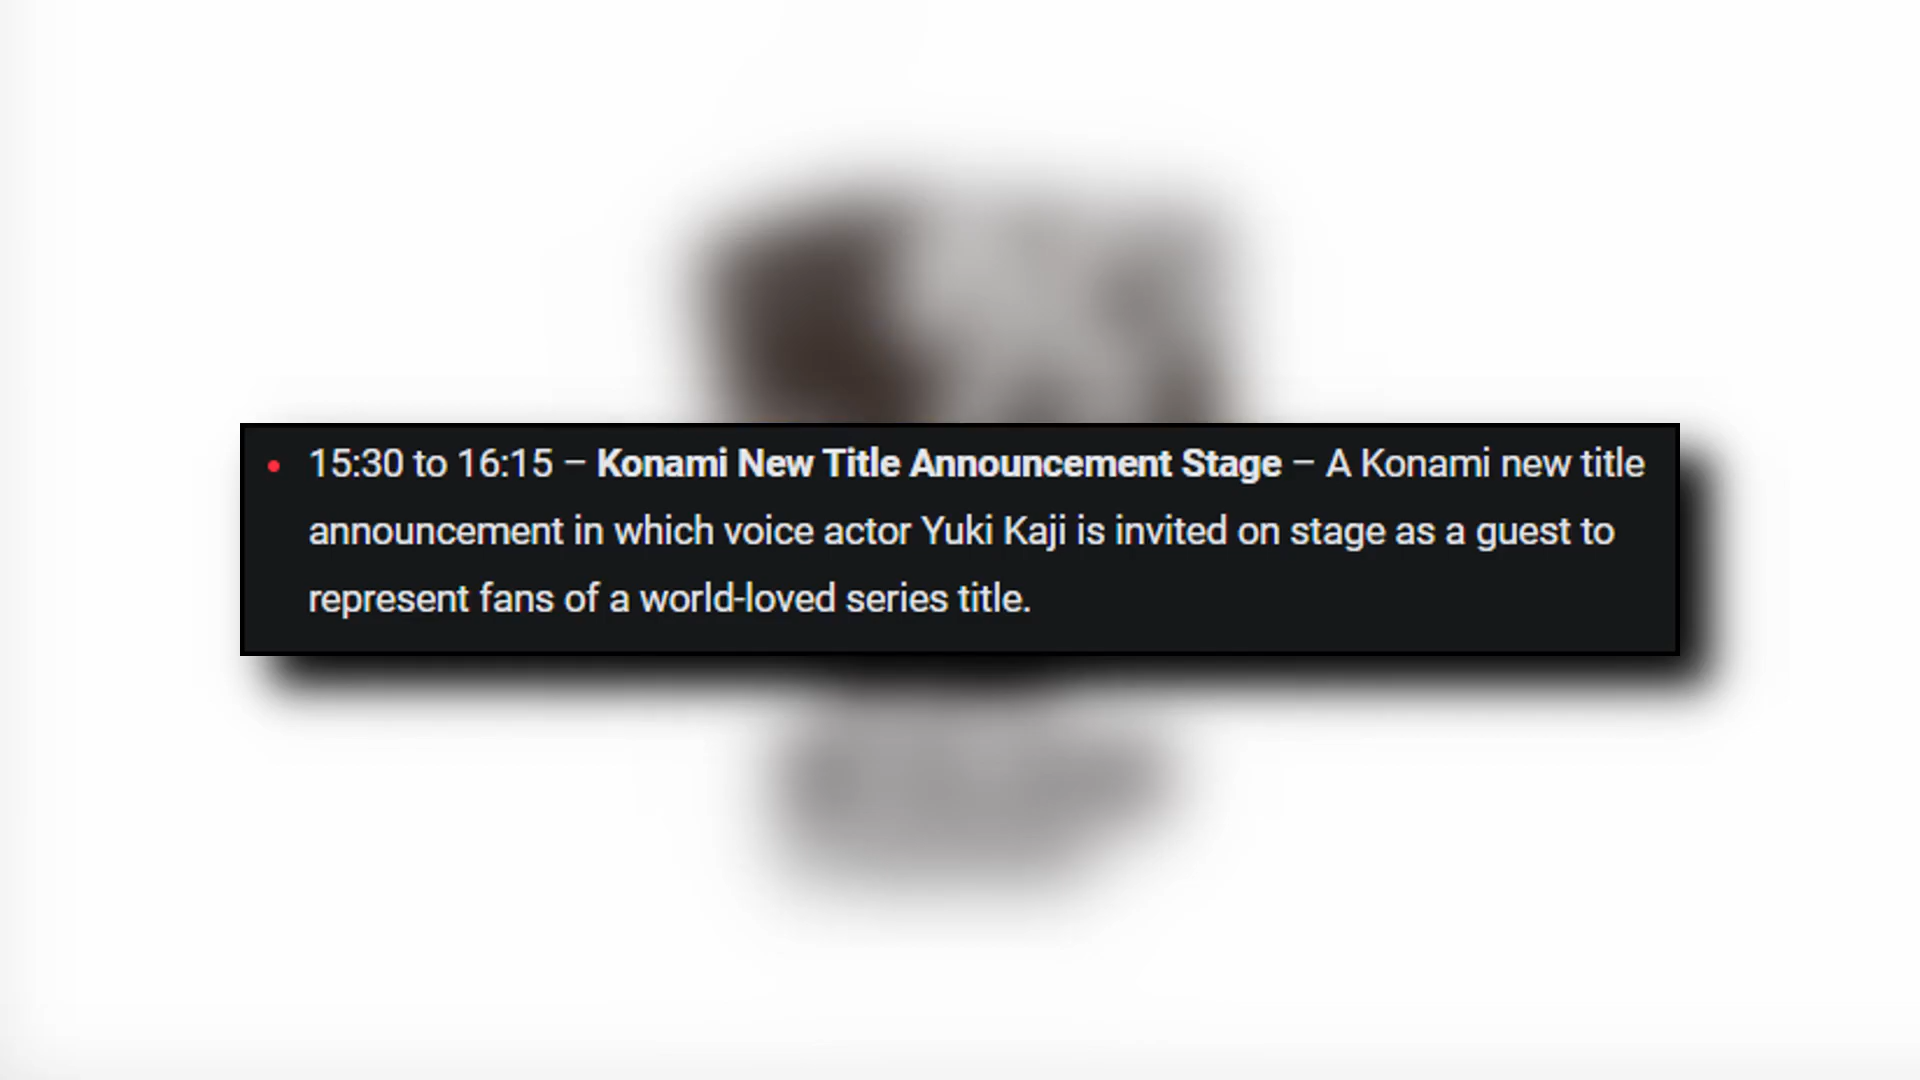 • 15:30 to 16:15 – Konami New Title Announcement Stage – A Konami new title
announcement in which voice actor Yuki Kaji is invited on stage as a guest to
represent fans of a world-loved series title.